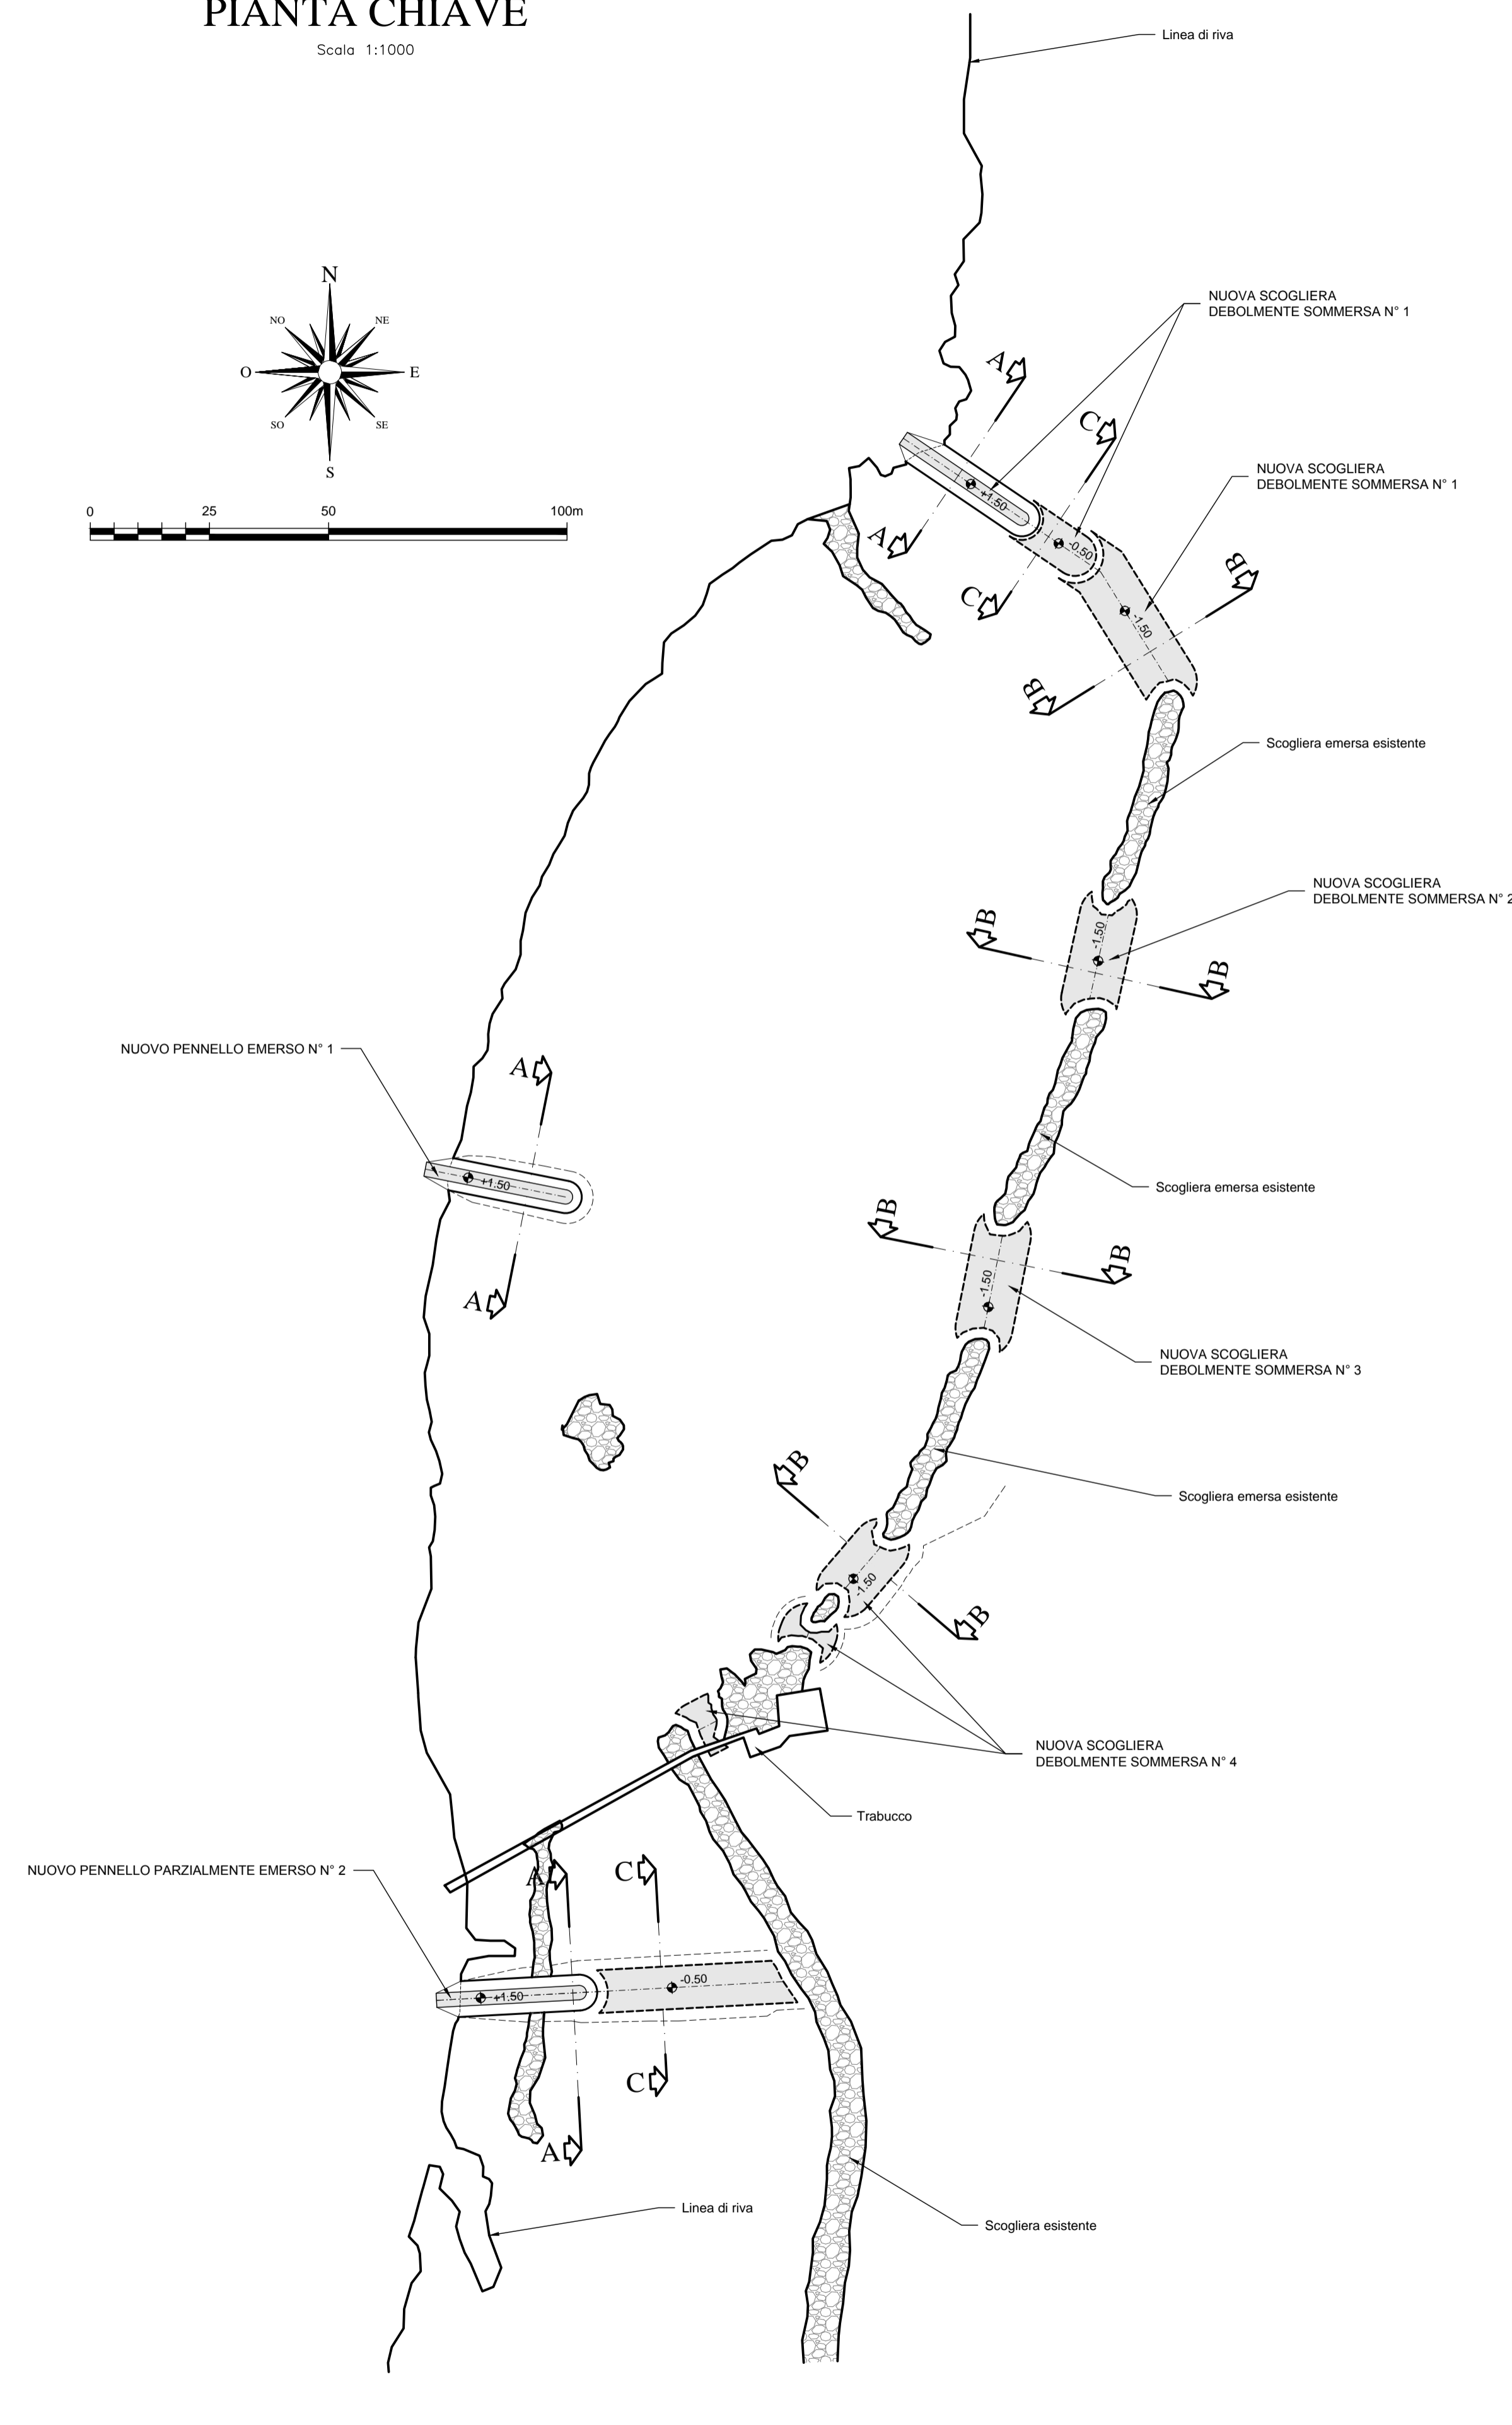 PIANTA CHIAVE
Scala 1:1000
Linea di riva
N
NO
NE
O
E
SO
SE
S
0
25
50
100m
NUOVA SCOGLIERA
DEBOLMENTE SOMMERSA N° 1
A
C
NUOVA SCOGLIERA
DEBOLMENTE SOMMERSA N° 1
+1.50
A
-0.50
B
C
-1.50
B
Scogliera emersa esistente
NUOVA SCOGLIERA
DEBOLMENTE SOMMERSA N° 2
B
-1.50
B
NUOVO PENNELLO EMERSO N° 1
A
+1.50
Scogliera emersa esistente
B
B
A
-1.50
NUOVA SCOGLIERA
DEBOLMENTE SOMMERSA N° 3
B
Scogliera emersa esistente
-1.50
B
NUOVA SCOGLIERA
DEBOLMENTE SOMMERSA N° 4
Trabucco
NUOVO PENNELLO PARZIALMENTE EMERSO N° 2
A
C
-0.50
+1.50
C
A
Linea di riva
Scogliera esistente